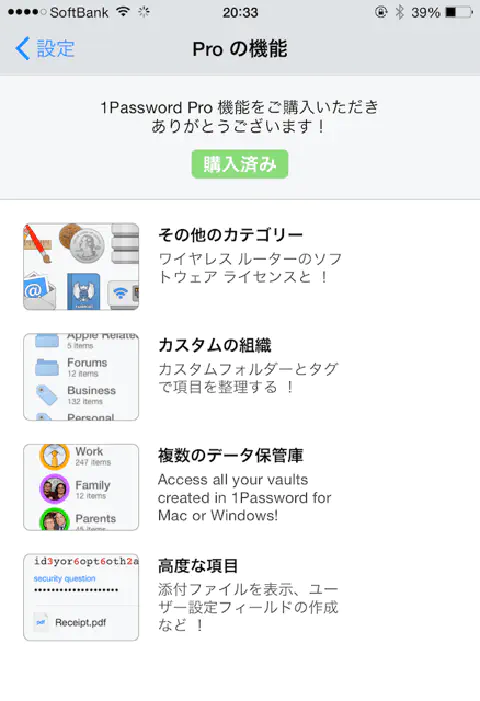 SoftBank 20:33 39%
設定 Pro の機能
1Password Pro 機能をご購入いただき
ありがとうございます！
購入済み
その他のカテゴリー
ワイヤレス ルーターのソフ
トウェア ライセンスと ！
Apple Relate
5 items
Forums
12 items
Business
132 items
Personal
カスタムの組織
カスタムフォルダーとタグ
で項目を整理する ！
Work
247 items
Family
12 items
Parents
複数のデータ保管庫
Access all your vaults
created in 1Password for
Mac or Windows!
id3yor6opt6oth2a
security question
••••••••••••••••••••
pdf Receipt.pdf
高度な項目
添付ファイルを表示、ユー
ザー設定フィールドの作成
など ！